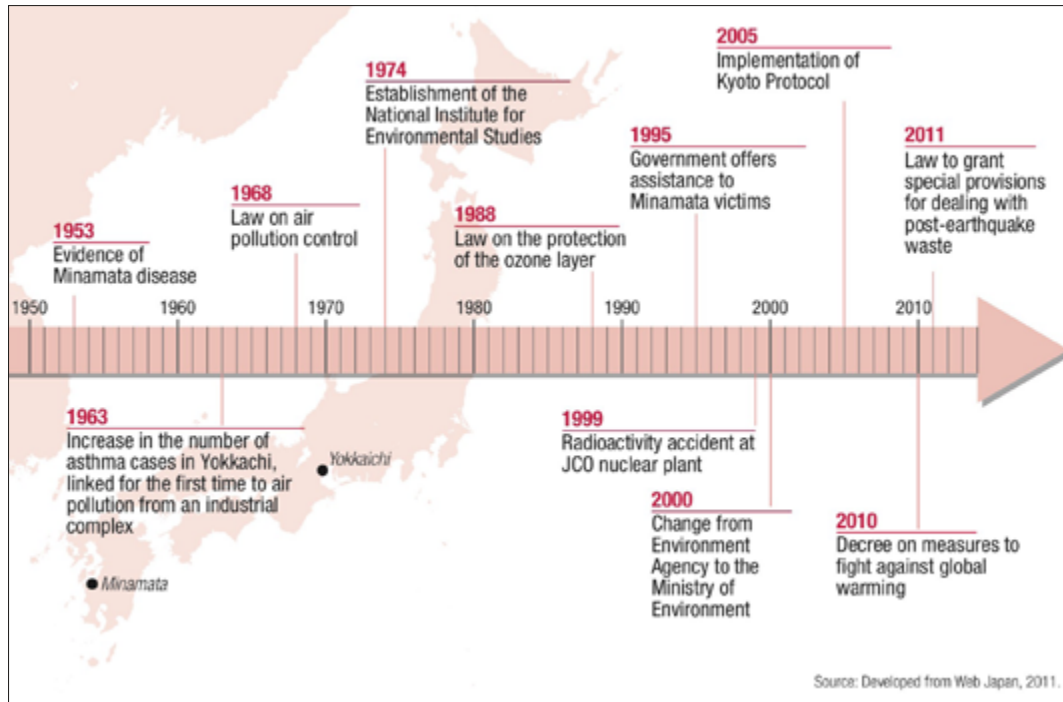 2005
Implementation of
Kyoto Protocol
1974
Establishment of the
National Institute for
Environmental Studies
1995
Government offers
assistance to
Minamata victims
2011
Law to grant
special provisions
for dealing with
post-earthquake
waste
1968
Law on air
pollution control
1988
Law on the protection
of the ozone layer
1953
Evidence of
Minamata disease
1950 1960 1970 1980 1990 2000 2010
1963
Increase in the number of
asthma cases in Yokkachi,
linked for the first time to air
pollution from an industrial
complex
Yokkaichi
Minamata
1999
Radioactivity accident at
JCO nuclear plant
2000
Change from
Environment
Agency to the
Ministry of
Environment
2010
Decree on measures to
fight against global
warming
Source: Developed from Web Japan, 2011.